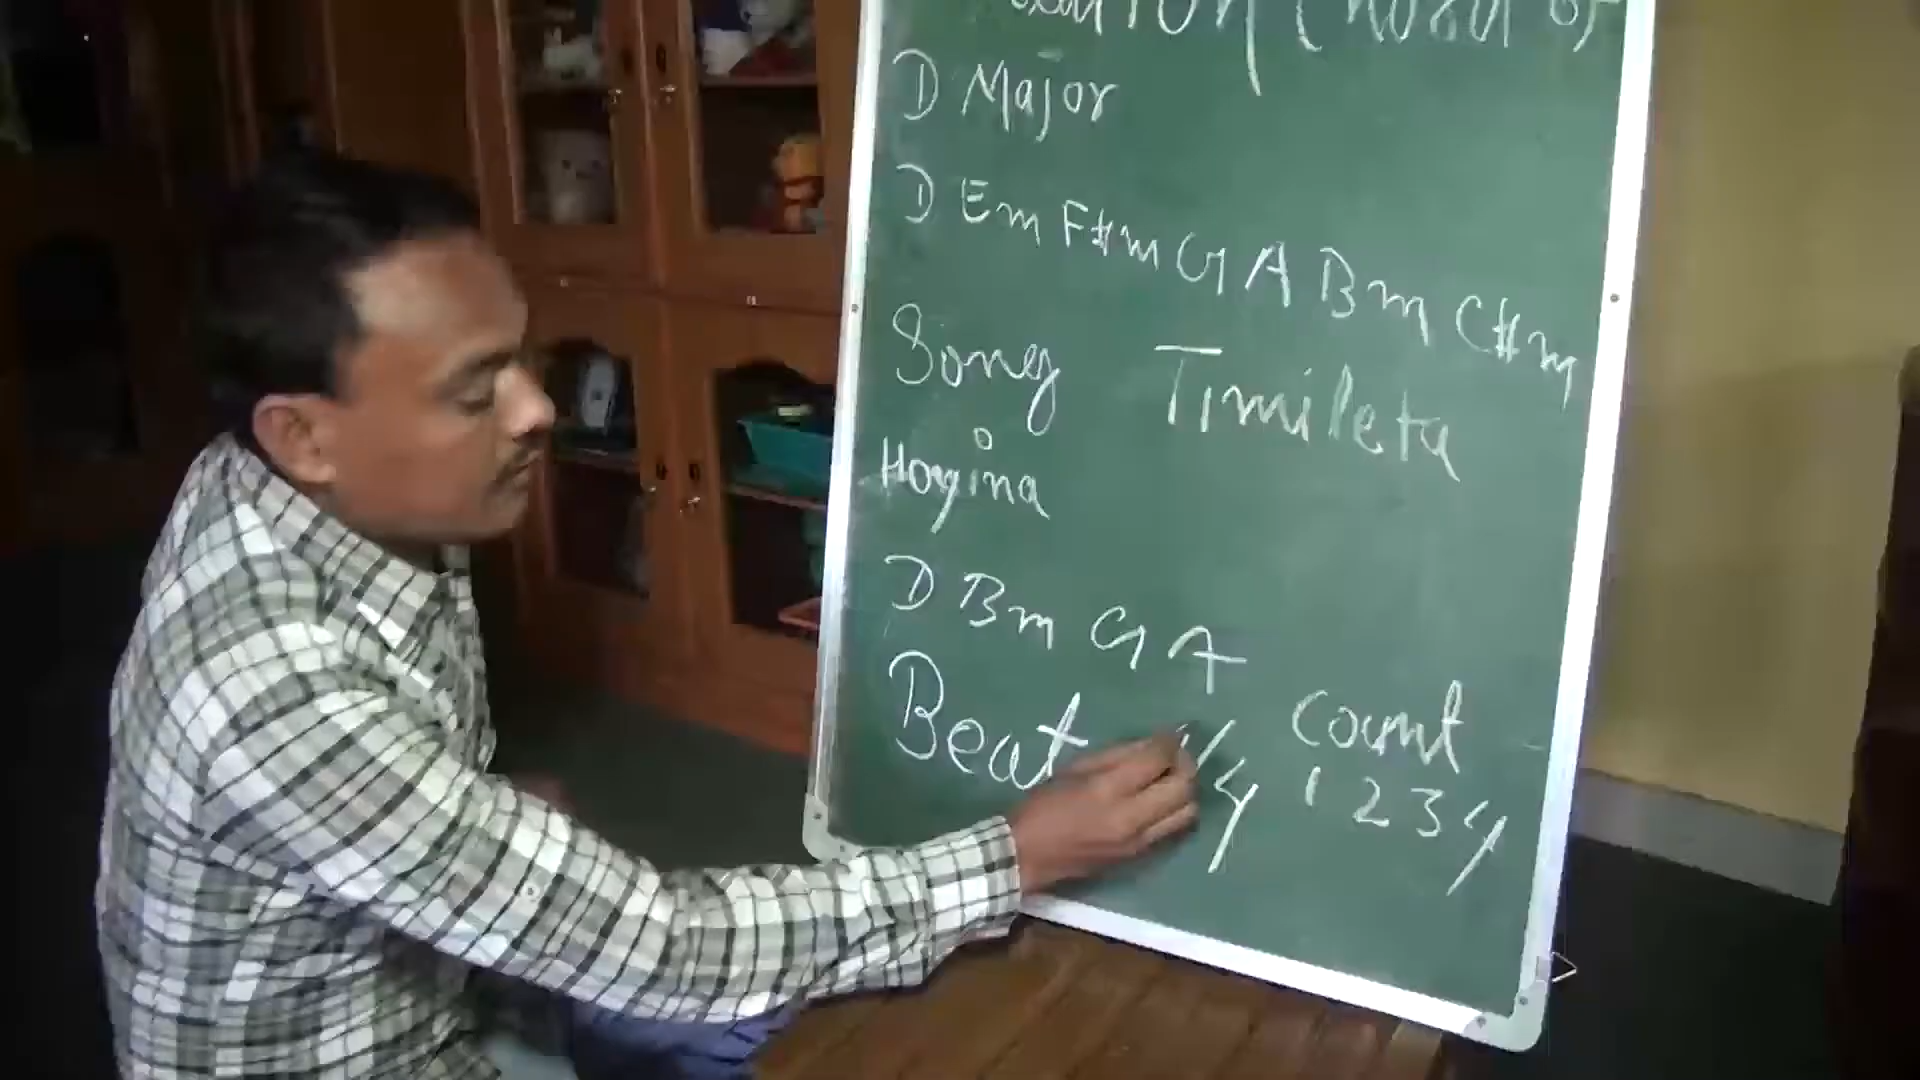 D Major
D Em F#m G A Bm C#m
Song Timileta
Hoyina
D Bm G A
Beat 4/4 count
1 2 3 4